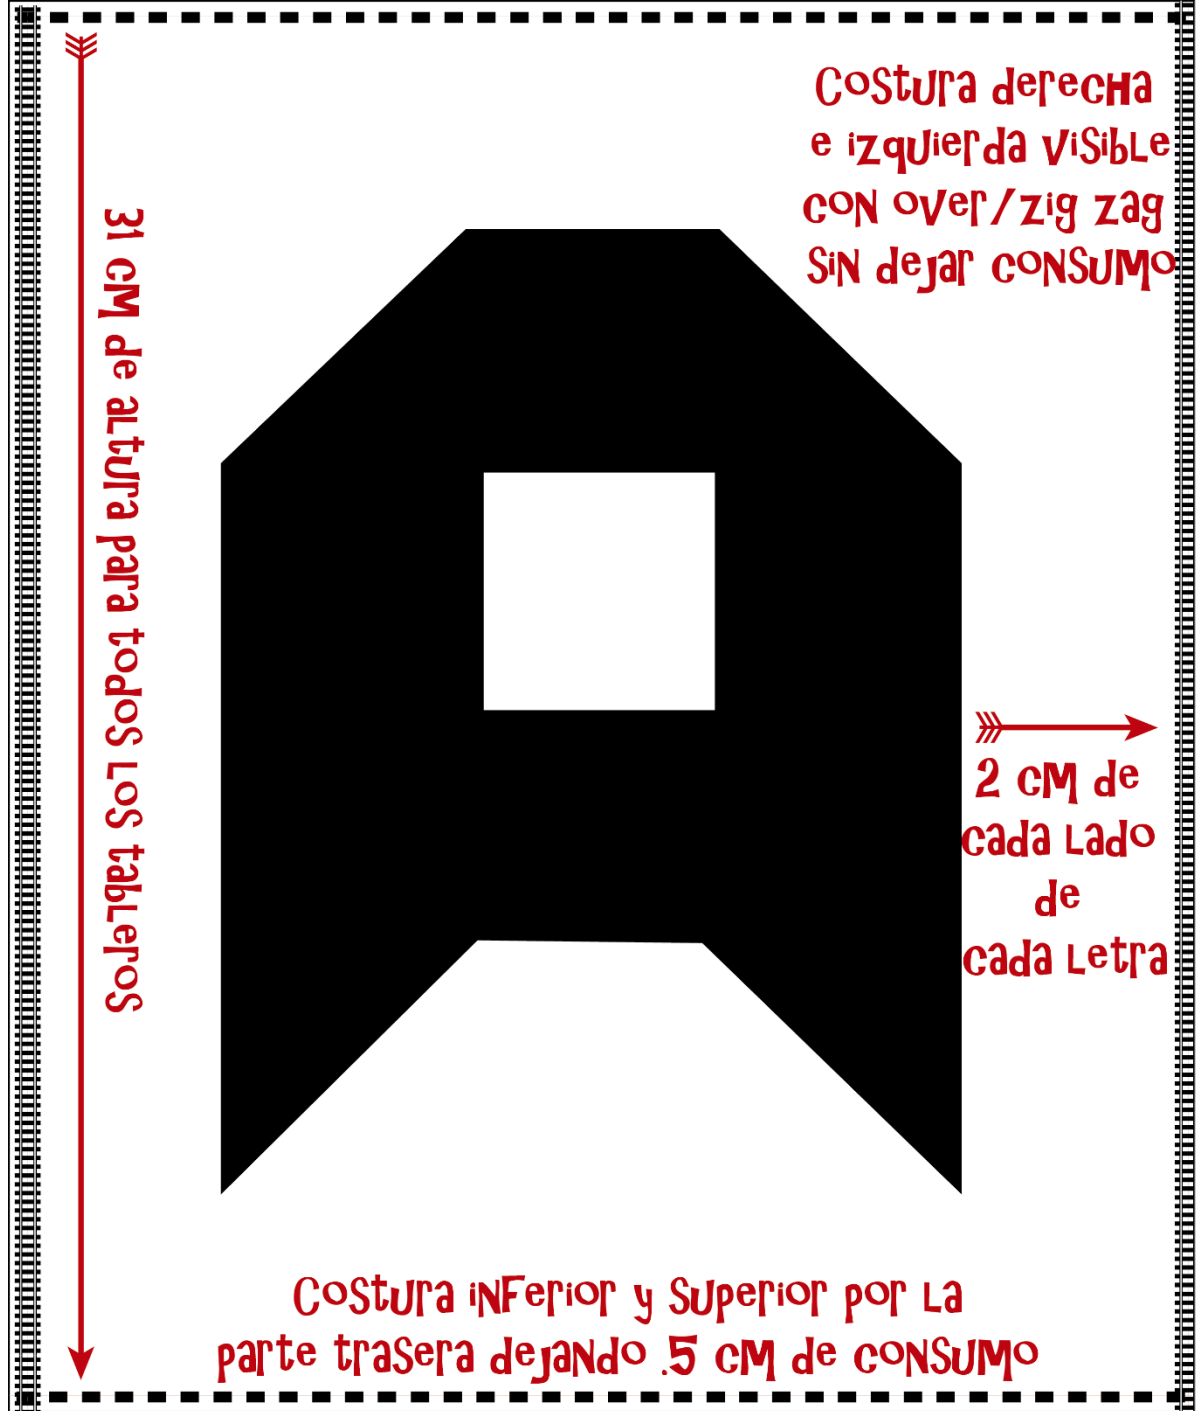 Costura derecha
e izquierda visible
con over/zig zag
sin dejar consumo
31 cm de altura para todos los tableros
A
2 cm de
cada lado
de
cada letra
Costura inferior y superior por la
parte trasera dejando .5 cm de consumo